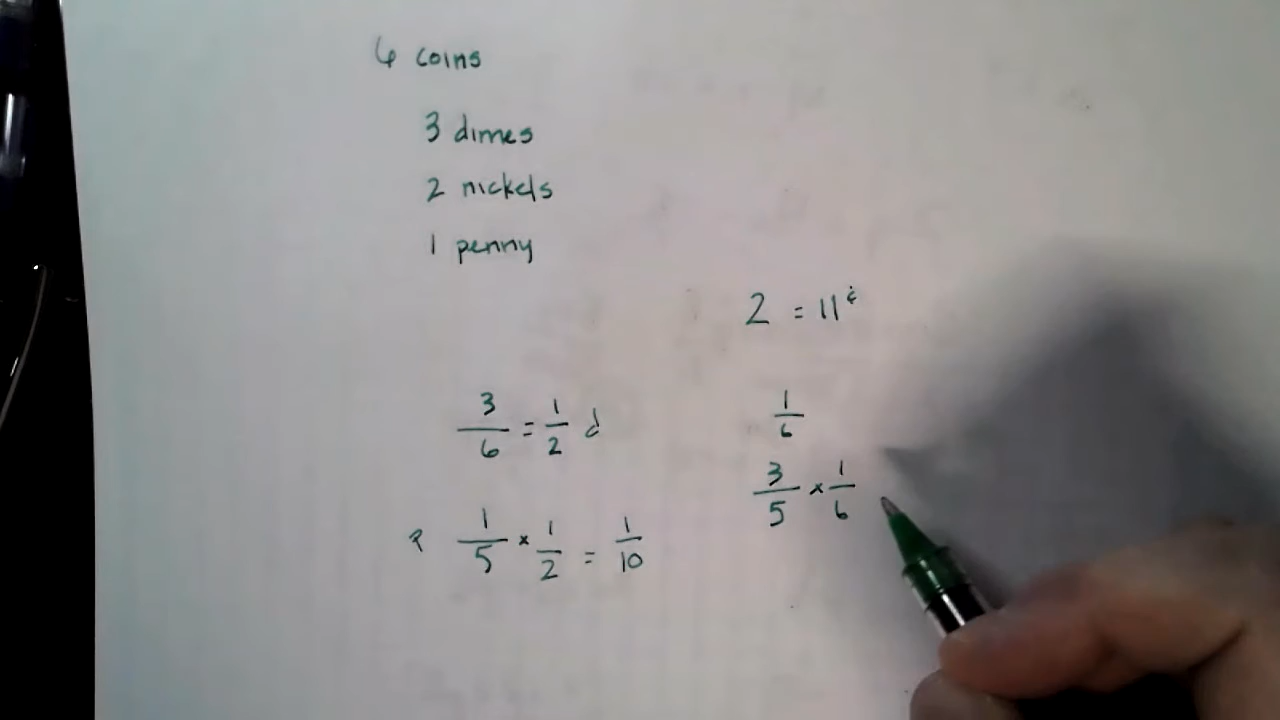 6 coins
3 dimes
2 nickels
1 penny
2 = 11¢
3/6 = 1/2 d
1/6
3/5 × 1/6
P 1/5 × 1/2 = 1/10